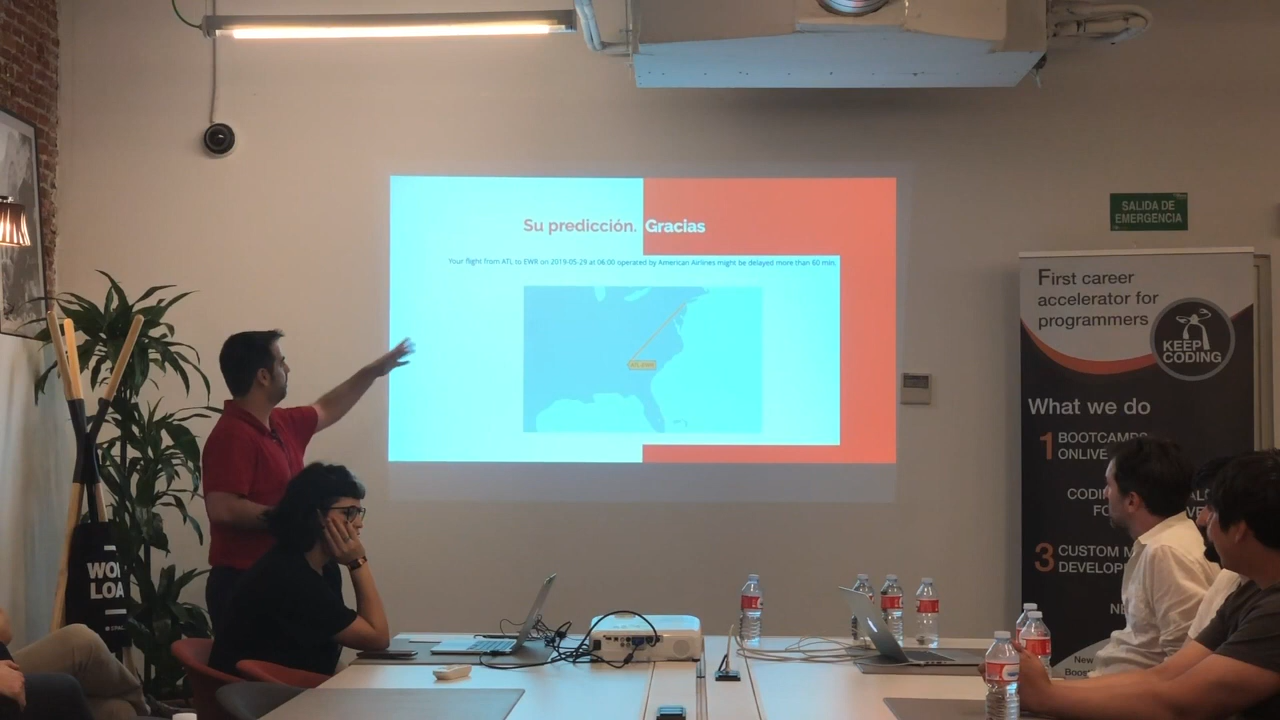 Su predicción. Gracias
Your flight from ATL to EWR on 2019-05-29 at 06:00 operated by American Airlines might be delayed more than 60 min.
SALIDA DE
EMERGENCIA
First career
accelerator for
programmers
KEEP
CODING
What we do
1 BOOTCAMPS
ONLIVE
3 CUSTOM
New